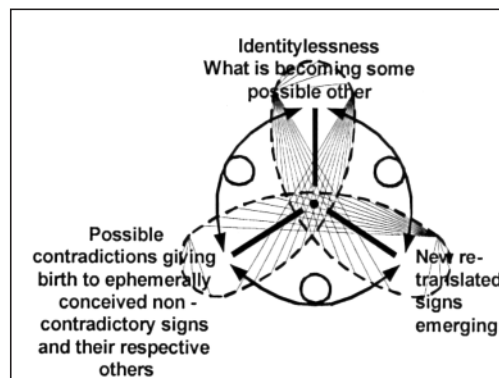 Identitylessness
What is becoming some
possible other
Possible
contradictions giving
birth to ephemerally
conceived non -
contradictory signs
and their respective
others
New re-
translated
signs
emerging